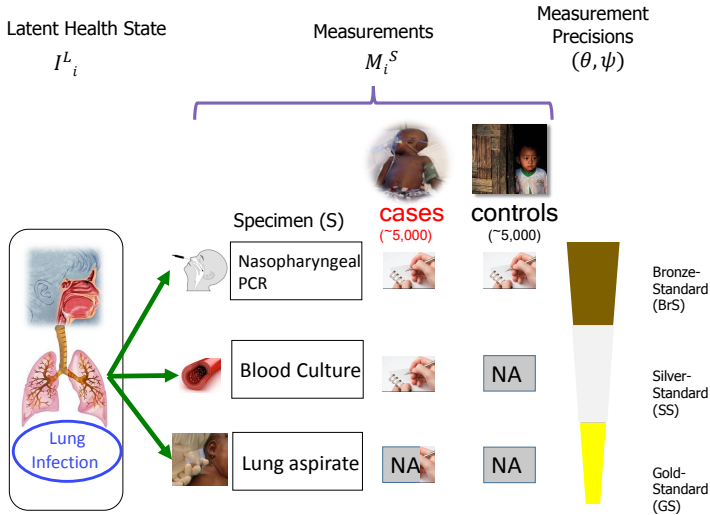 Latent Health State
I^L_i
Measurements
M_i^S
Measurement
Precisions
(θ, ψ)
Specimen (S)
cases
(~5,000)
controls
(~5,000)
Nasopharyngeal
PCR
Bronze-
Standard
(BrS)
Blood Culture
NA
Silver-
Standard
(SS)
Lung
Infection
Lung aspirate
NA
NA
Gold-
Standard
(GS)